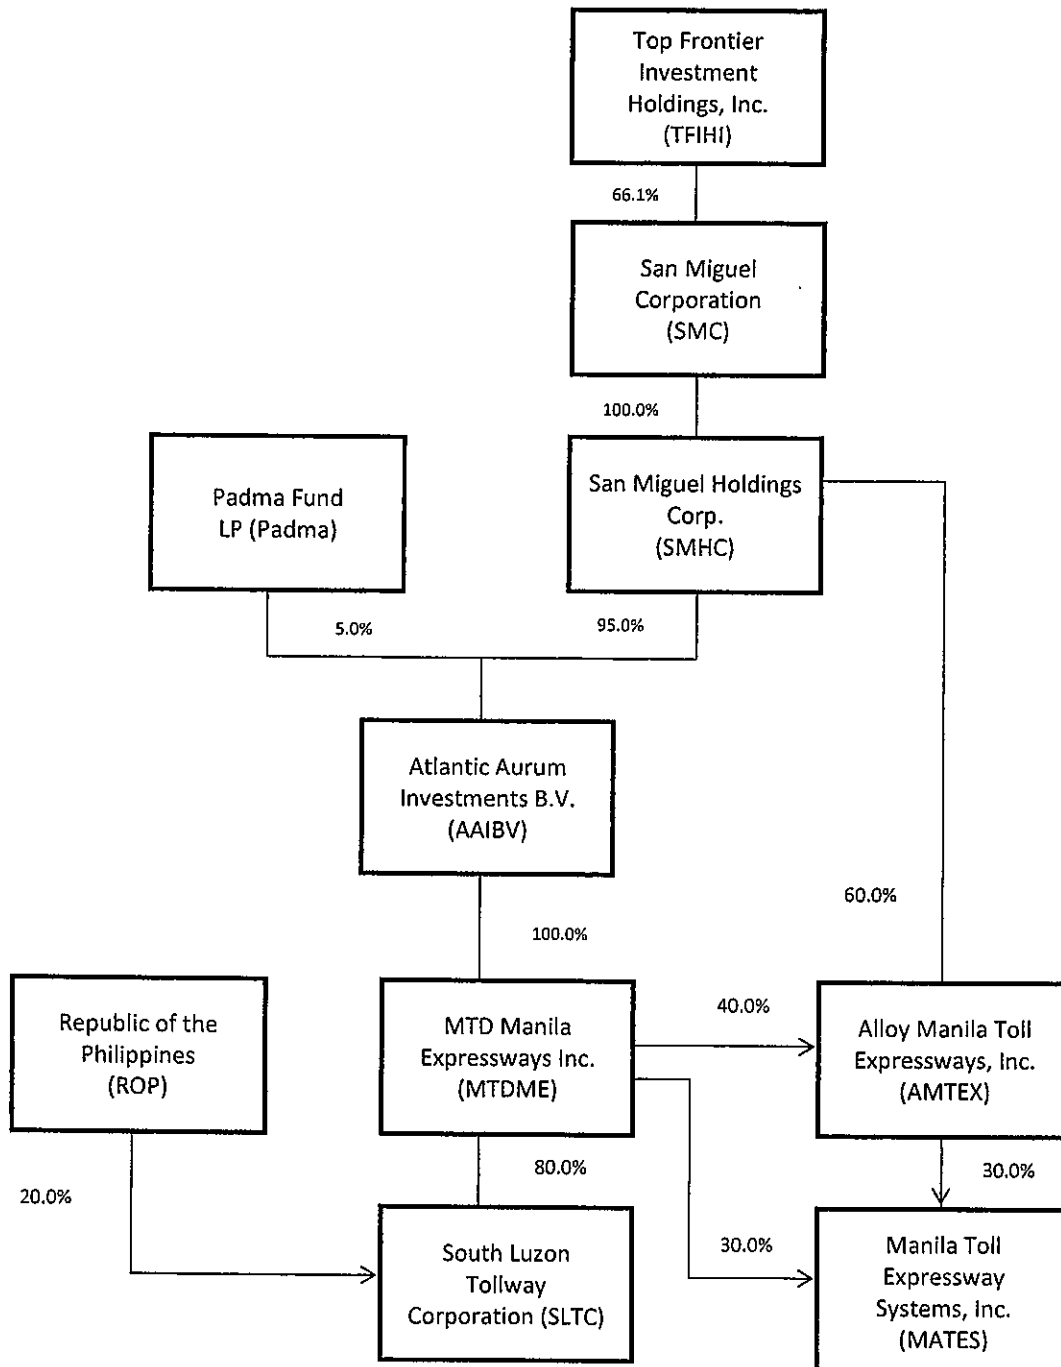 Top Frontier
Investment
Holdings, Inc.
(TFIHI)
66.1%
San Miguel
Corporation
(SMC)
100.0%
Padma Fund
LP (Padma)
San Miguel Holdings
Corp.
(SMHC)
5.0%
95.0%
Atlantic Aurum
Investments B.V.
(AAIBV)
60.0%
100.0%
Republic of the
Philippines
(ROP)
MTD Manila
Expressways Inc.
(MTDME)
40.0%
Alloy Manila Toll
Expressways, Inc.
(AMTEX)
20.0%
80.0%
30.0%
South Luzon
Tollway
Corporation (SLTC)
30.0%
Manila Toll
Expressway
Systems, Inc.
(MATES)